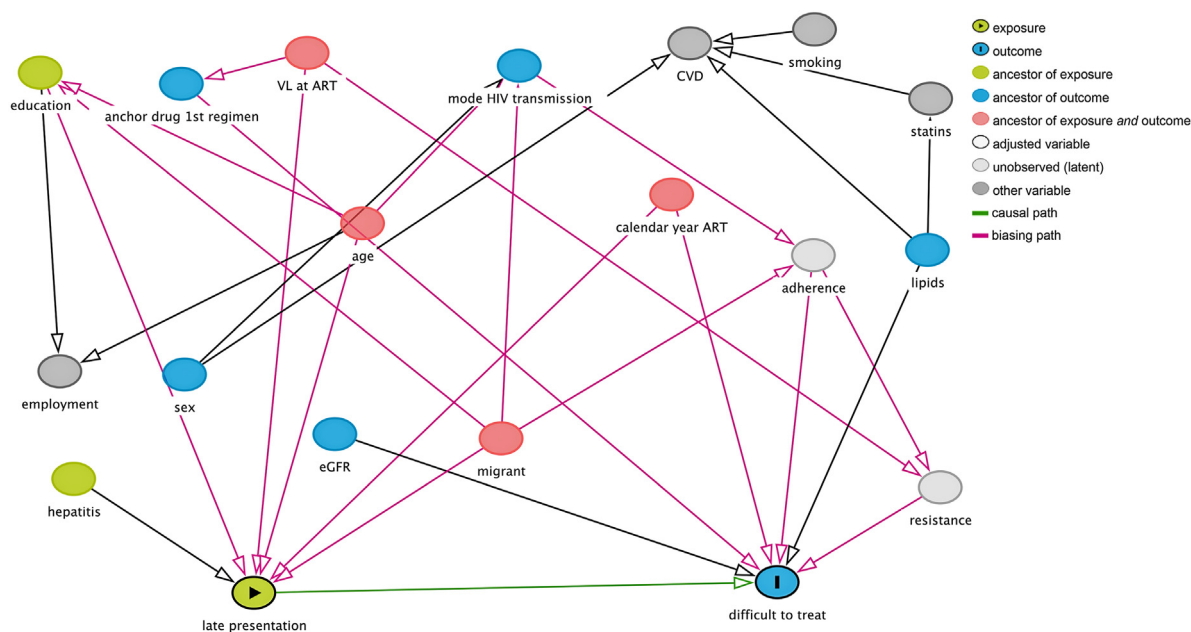 exposure
outcome
ancestor of exposure
ancestor of outcome
ancestor of exposure and outcome
adjusted variable
unobserved (latent)
other variable
causal path
biasing path
education
anchor drug 1st regimen
VL at ART
mode HIV transmission
CVD
smoking
statins
age
calendar year ART
adherence
lipids
employment
sex
eGFR
migrant
hepatitis
resistance
late presentation
difficult to treat